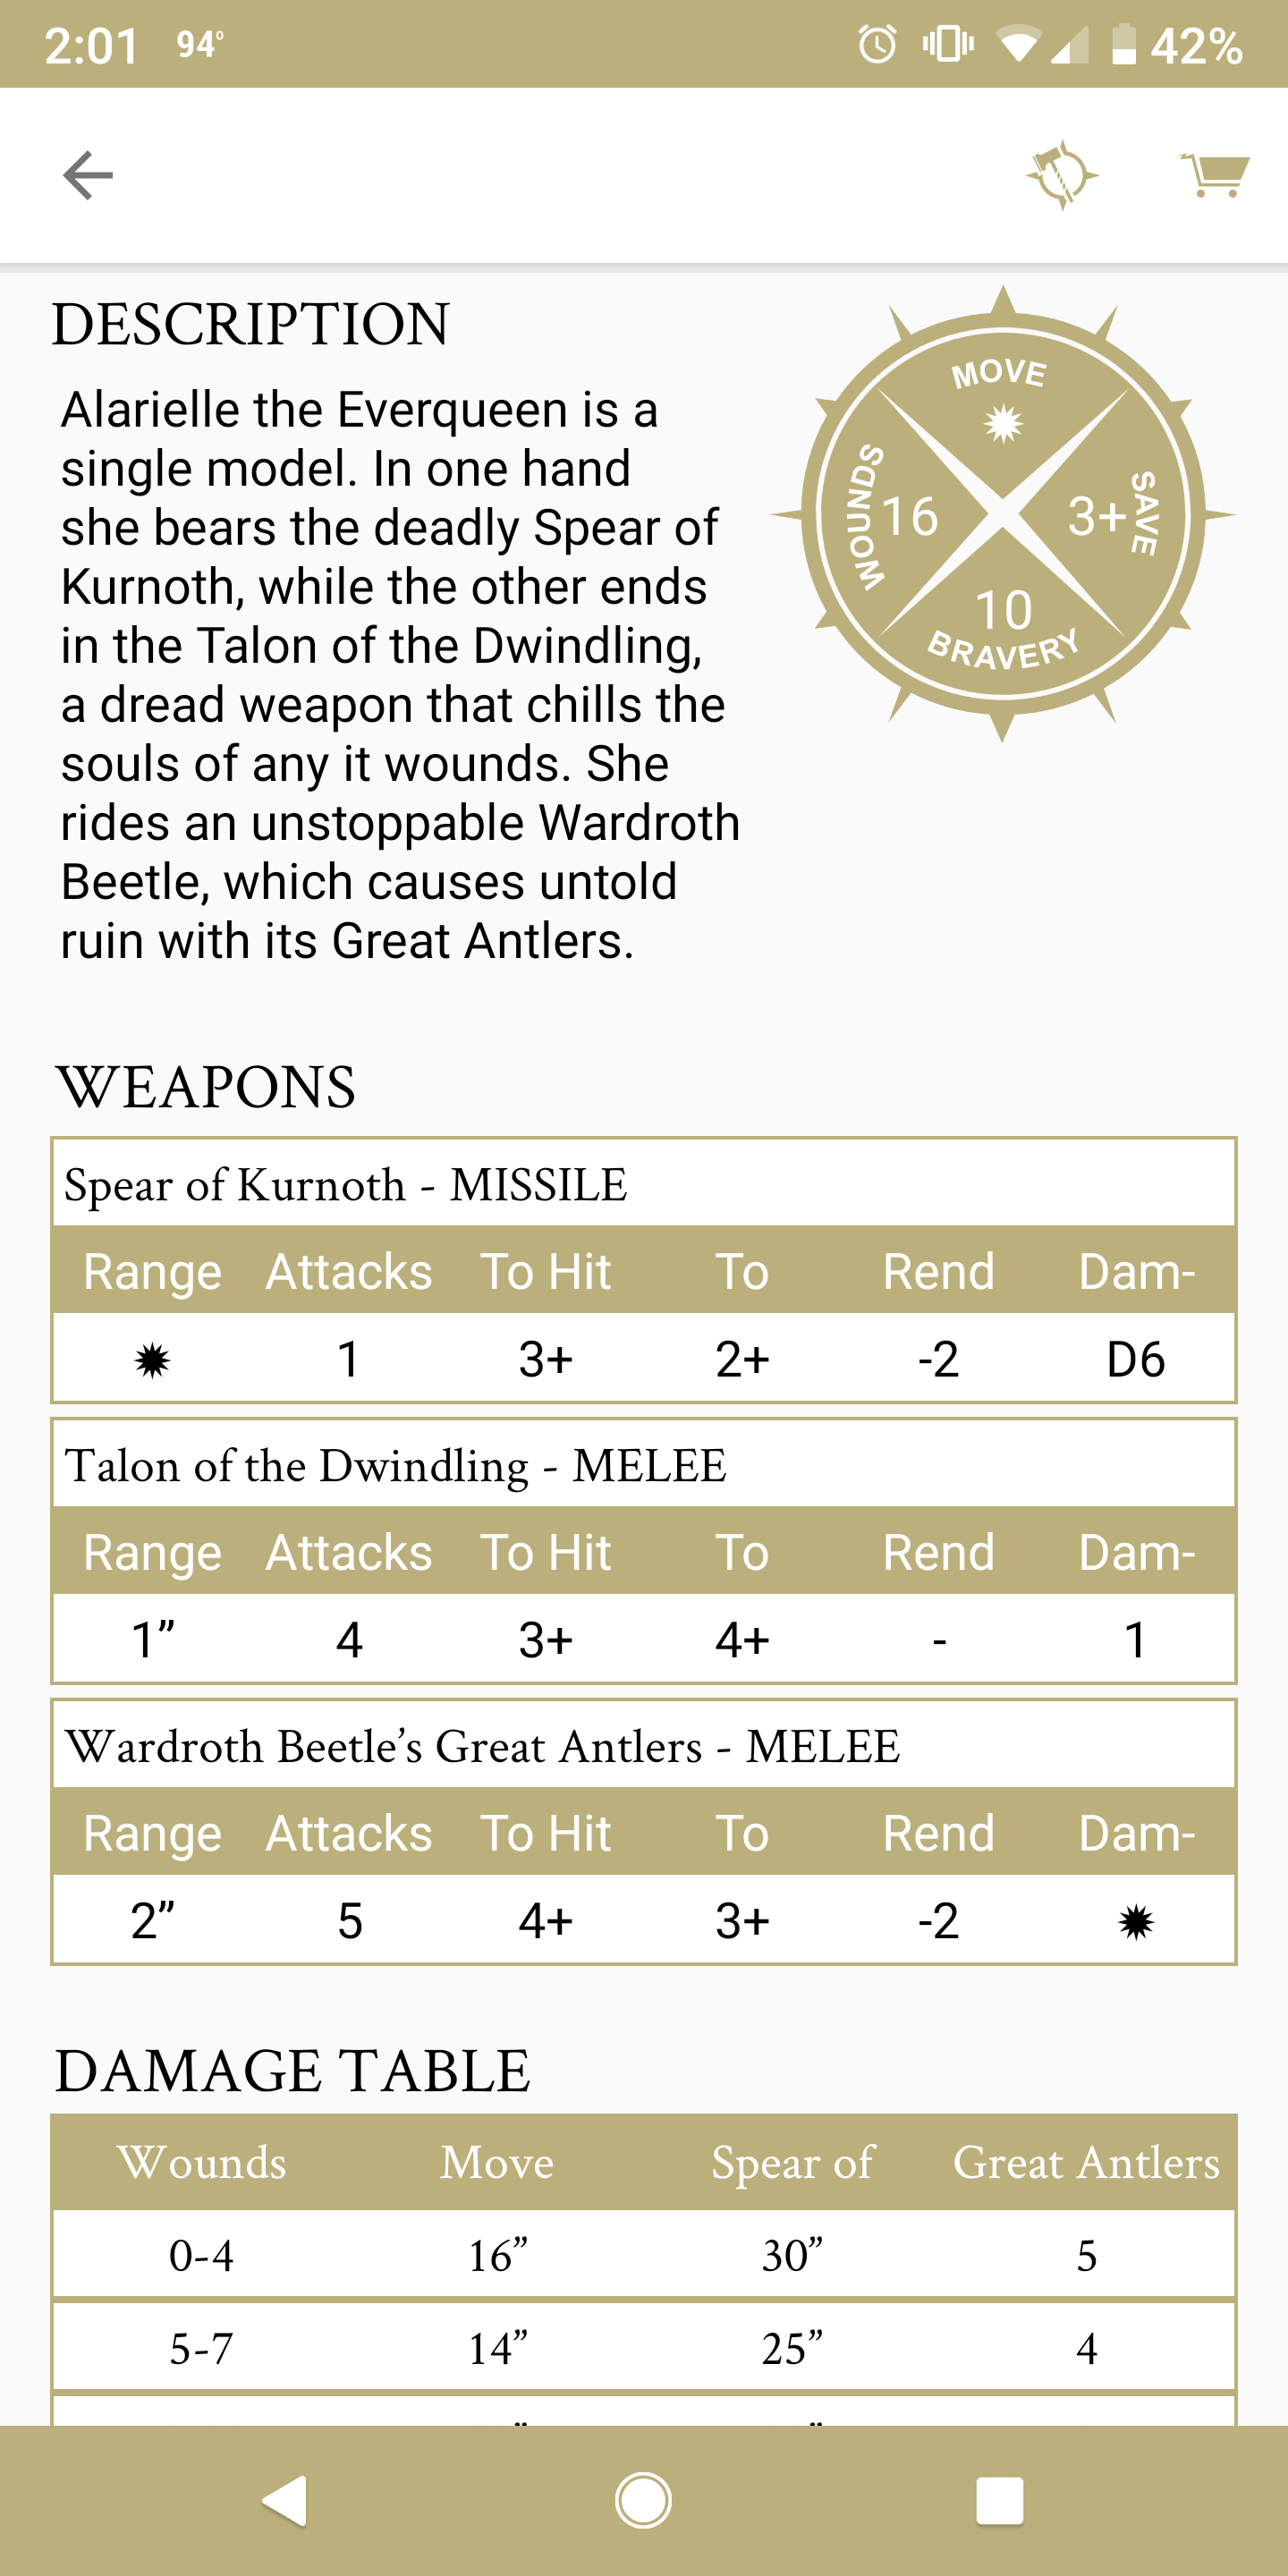 2:01 94° 42%
DESCRIPTION
Alarielle the Everqueen is a
single model. In one hand
she bears the deadly Spear of
Kurnoth, while the other ends
in the Talon of the Dwindling,
a dread weapon that chills the
souls of any it wounds. She
rides an unstoppable Wardroth
Beetle, which causes untold
ruin with its Great Antlers.
MOVE
WOUNDS 16
3+ SAVE
10
BRAVERY
WEAPONS
Spear of Kurnoth - MISSILE
Range Attacks To Hit To Rend Dam-
✹ 1 3+ 2+ -2 D6
Talon of the Dwindling - MELEE
Range Attacks To Hit To Rend Dam-
1” 4 3+ 4+ - 1
Wardroth Beetle’s Great Antlers - MELEE
Range Attacks To Hit To Rend Dam-
2” 5 4+ 3+ -2 ✹
DAMAGE TABLE
Wounds Move Spear of Great Antlers
0-4 16” 30” 5
5-7 14” 25” 4